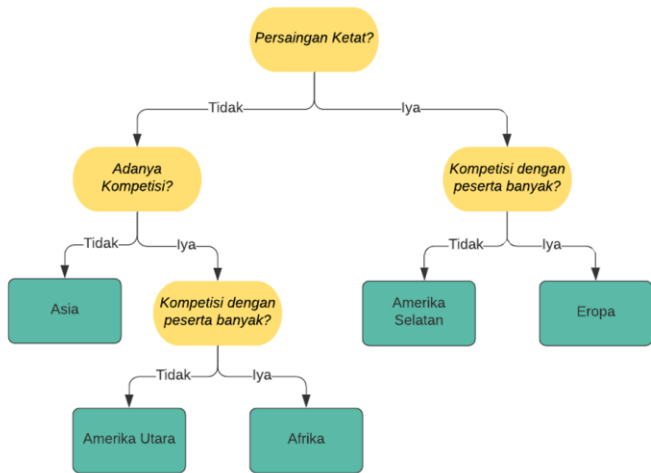 Persaingan Ketat?
Tidak
Iya
Adanya
Kompetisi?
Kompetisi dengan
peserta banyak?
Tidak
Iya
Tidak
Iya
Asia
Kompetisi dengan
peserta banyak?
Amerika
Selatan
Eropa
Tidak
Iya
Amerika Utara
Afrika